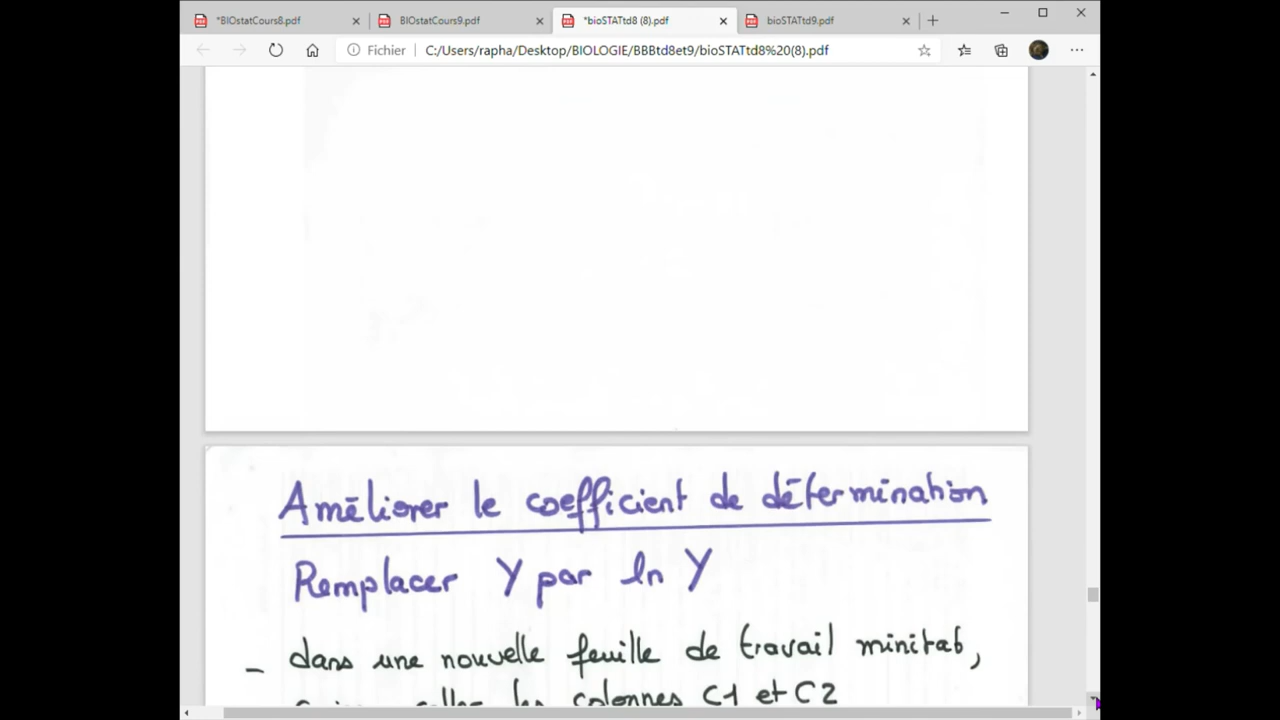 *BIOstatCours8.pdf
BIOstatCours9.pdf
*bioSTATtd8 (8).pdf
bioSTATtd9.pdf
Fichier
C:/Users/rapha/Desktop/BIOLOGIE/BBBtd8et9/bioSTATtd8%20(8).pdf
Améliorer le coefficient de détermination
Remplacer Y par ln Y
- dans une nouvelle feuille de travail minitab,
coller les colonnes C1 et C2